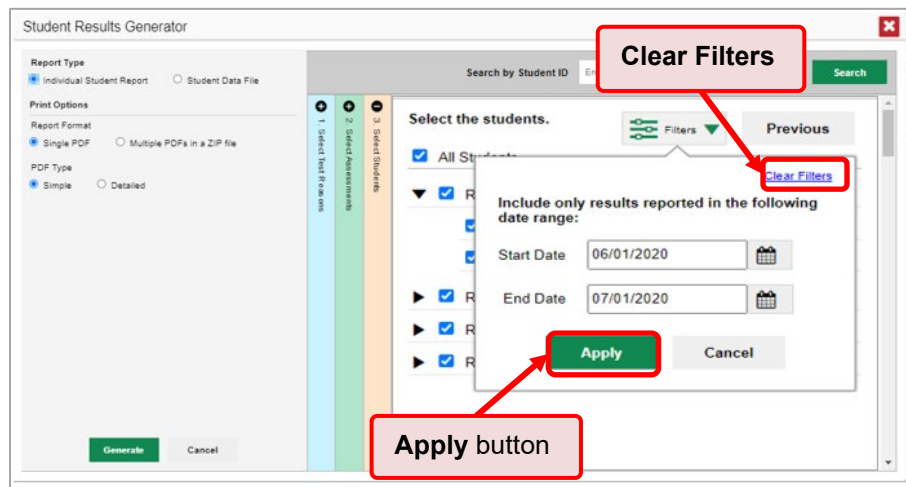 Student Results Generator
Clear Filters
Report Type
Individual Student Report
Student Data File
Print Options
Report Format
Single PDF
Multiple PDFs in a ZIP file
PDF Type
Simple
Detailed
Generate
Cancel
Search by Student ID
Search
1. Select Test Reasons
2. Select Assessments
3. Select Students
Select the students.
Filters
Previous
All Students
Clear Filters
R
Include only results reported in the following
date range:
Start Date 06/01/2020
End Date 07/01/2020
R
R
R
Apply
Cancel
Apply button